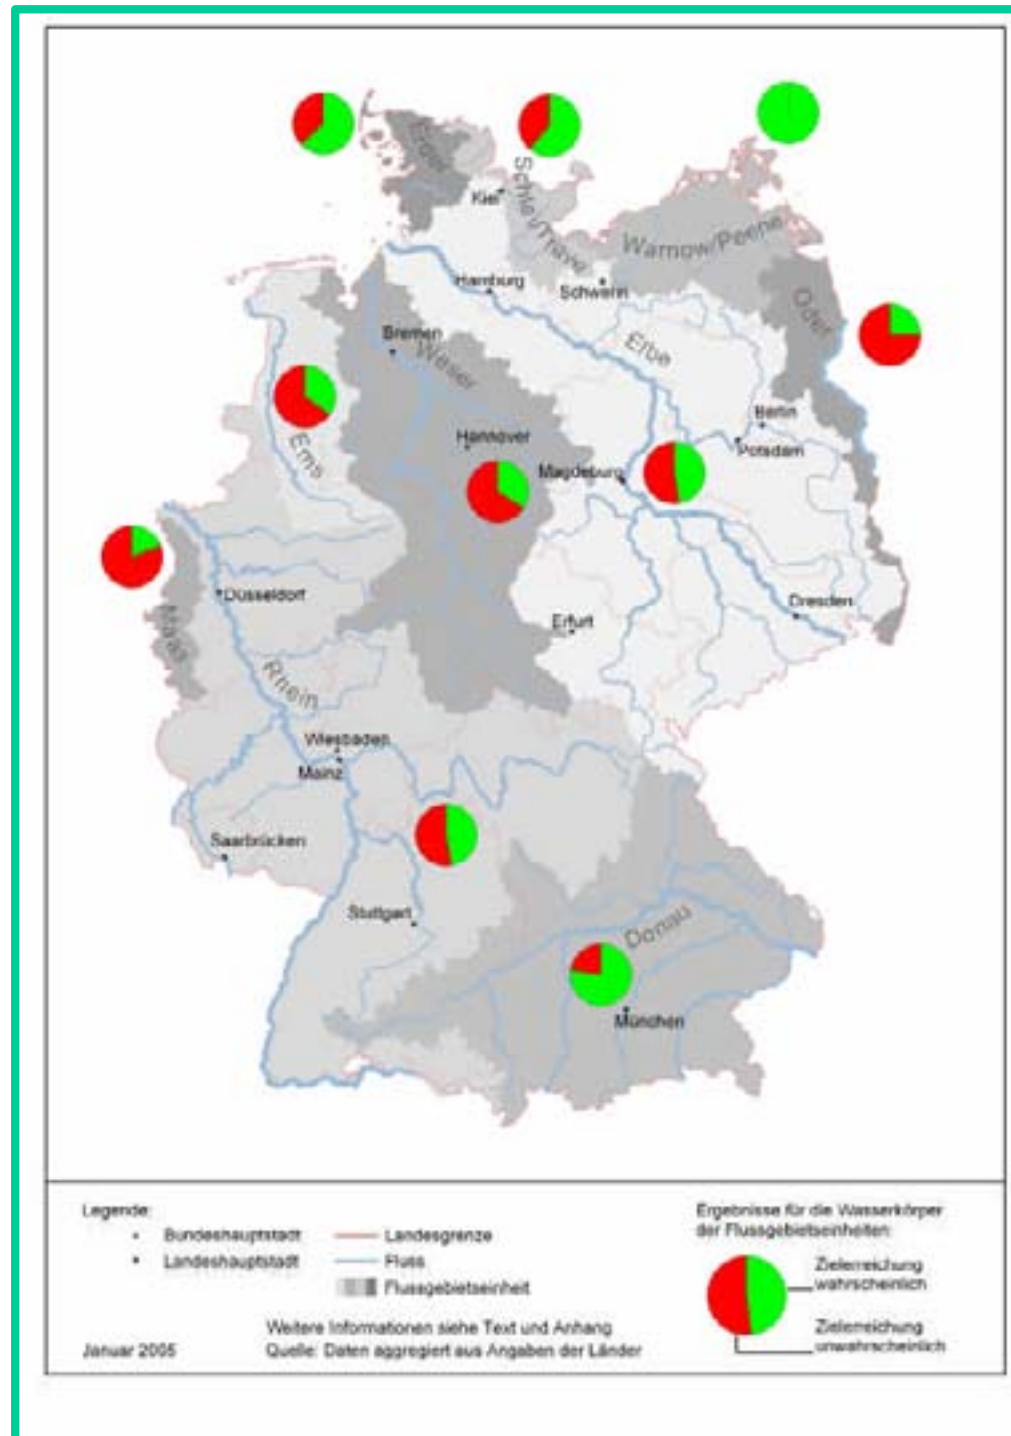 Eider
Schlei/Trave
Kiel
Warnow/Peene
Hamburg
Schwerin
Oder
Bremen
Weser
Elbe
Berlin
Ems
Hannover
Potsdam
Magdeburg
Düsseldorf
Dresden
Maas
Erfurt
Rhein
Wiesbaden
Mainz
Saarbrücken
Stuttgart
Donau
München
Legende:
Bundeshauptstadt
Landeshauptstadt
Landesgrenze
Fluss
Flussgebietseinheit
Ergebnisse für die Wasserkörper
der Flussgebietseinheiten:
Zielerreichung
wahrscheinlich
Zielerreichung
unwahrscheinlich
Weitere Informationen siehe Text und Anhang
Januar 2005
Quelle: Daten aggregiert aus Angaben der Länder